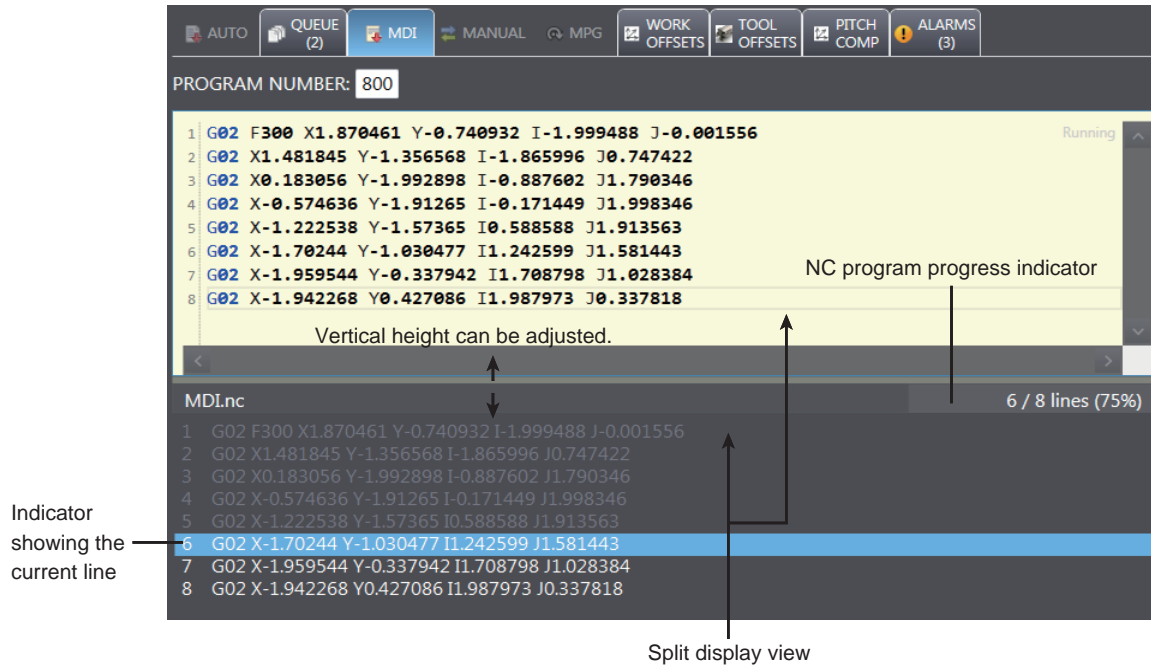 AUTO
QUEUE
(2)
MDI
MANUAL
MPG
WORK
OFFSETS
TOOL
OFFSETS
PITCH
COMP
ALARMS
(3)
PROGRAM NUMBER: 800
1 G02 F300 X1.870461 Y-0.740932 I-1.999488 J-0.001556
Running
2 G02 X1.481845 Y-1.356568 I-1.865996 J0.747422
3 G02 X0.183056 Y-1.992898 I-0.887602 J1.790346
4 G02 X-0.574636 Y-1.91265 I-0.171449 J1.998346
5 G02 X-1.222538 Y-1.57365 I0.588588 J1.913563
6 G02 X-1.70244 Y-1.030477 I1.242599 J1.581443
7 G02 X-1.959544 Y-0.337942 I1.708798 J1.028384
8 G02 X-1.942268 Y0.427086 I1.987973 J0.337818
NC program progress indicator
Vertical height can be adjusted.
MDI.nc
6 / 8 lines (75%)
1 G02 F300 X1.870461 Y-0.740932 I-1.999488 J-0.001556
2 G02 X1.481845 Y-1.356568 I-1.865996 J0.747422
3 G02 X0.183056 Y-1.992898 I-0.887602 J1.790346
4 G02 X-0.574636 Y-1.91265 I-0.171449 J1.998346
5 G02 X-1.222538 Y-1.57365 I0.588588 J1.913563
6 G02 X-1.70244 Y-1.030477 I1.242599 J1.581443
7 G02 X-1.959544 Y-0.337942 I1.708798 J1.028384
8 G02 X-1.942268 Y0.427086 I1.987973 J0.337818
Indicator
showing the
current line
Split display view